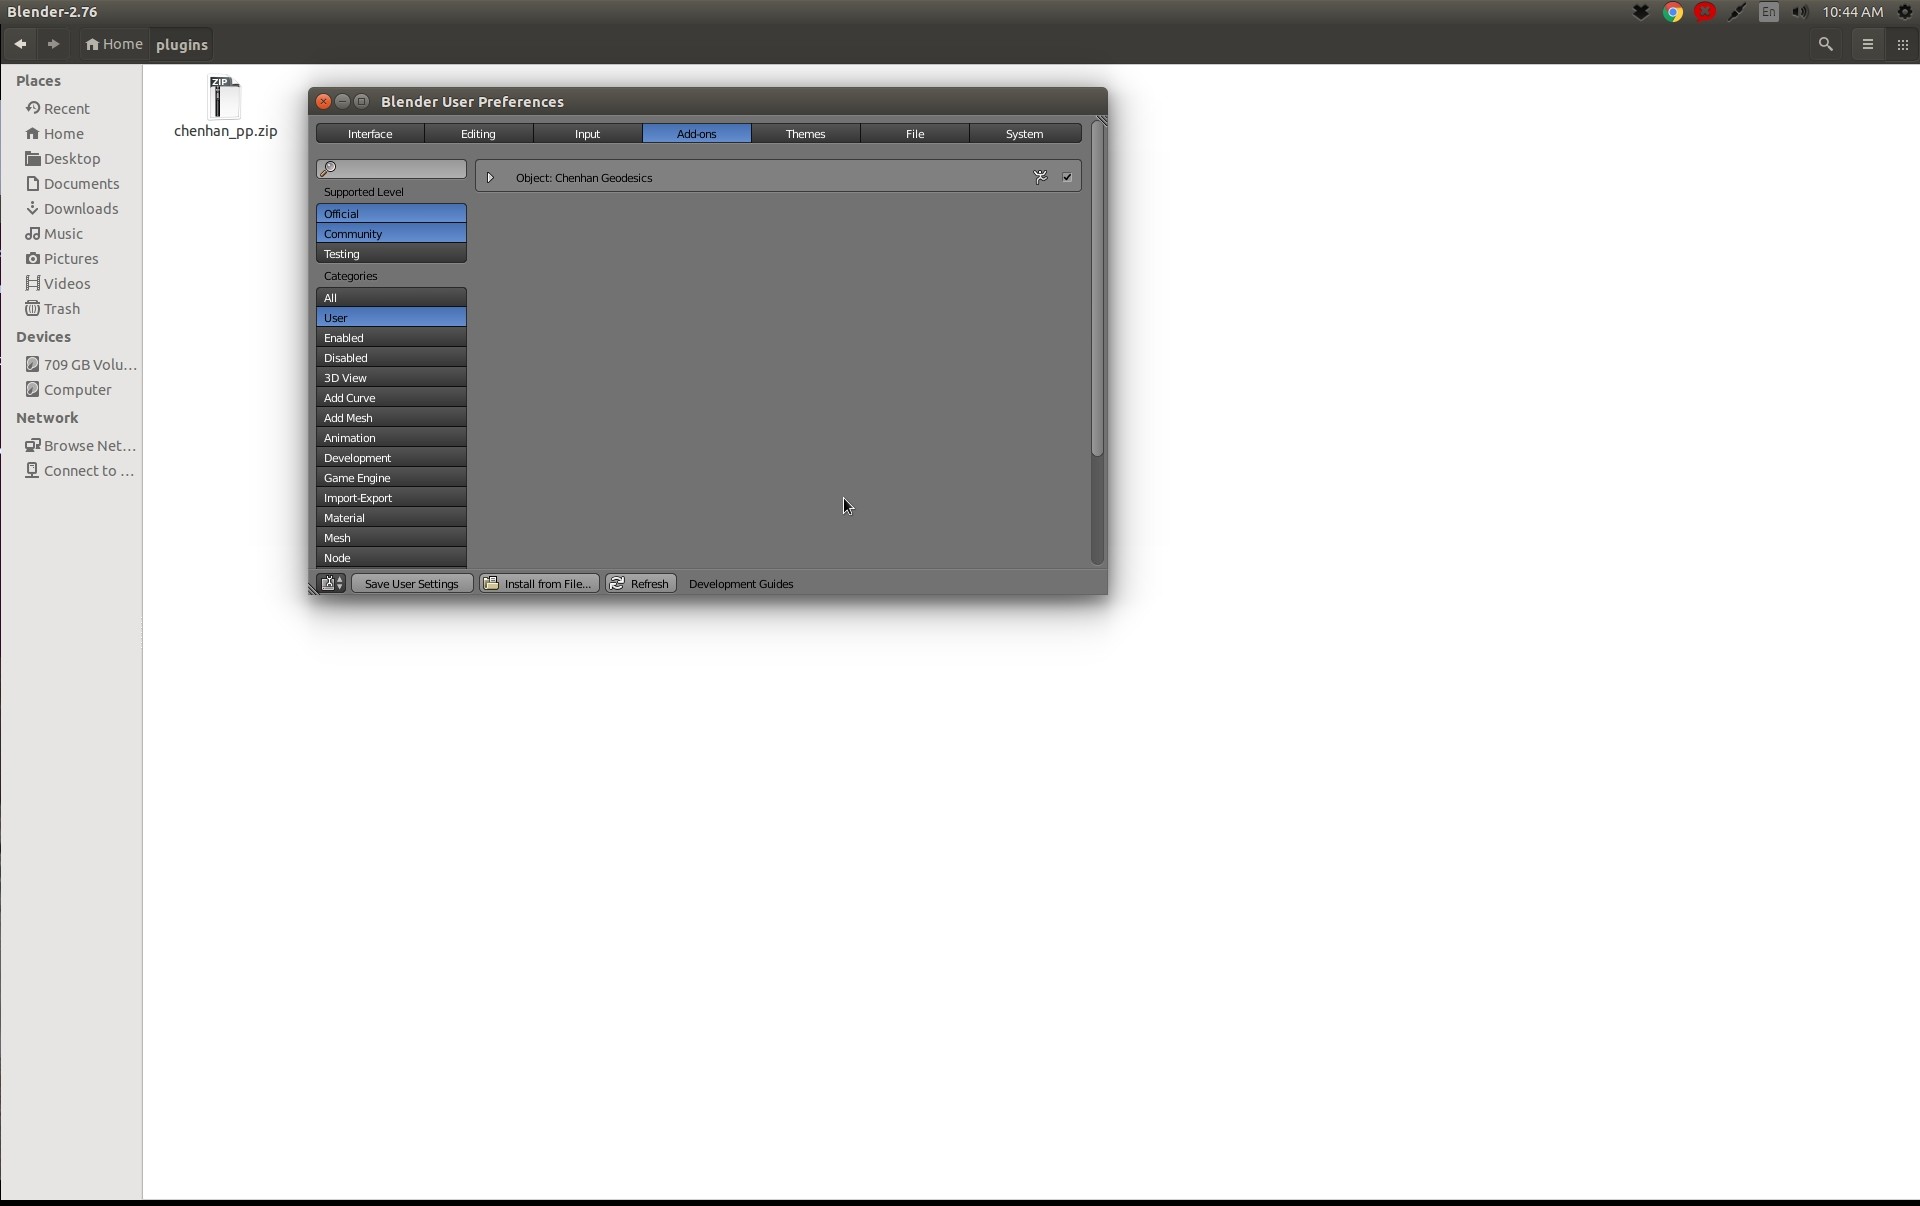 Blender-2.76
En
10:44 AM
Home
plugins
Places
Recent
Home
Desktop
Documents
Downloads
Music
Pictures
Videos
Trash
Devices
709 GB Volu...
Computer
Network
Browse Net...
Connect to ...
ZIP
chenhan_pp.zip
Blender User Preferences
Interface
Editing
Input
Add-ons
Themes
File
System
Supported Level
Official
Community
Testing
Categories
All
User
Enabled
Disabled
3D View
Add Curve
Add Mesh
Animation
Development
Game Engine
Import-Export
Material
Mesh
Node
Object: Chenhan Geodesics
Save User Settings
Install from File...
Refresh
Development Guides